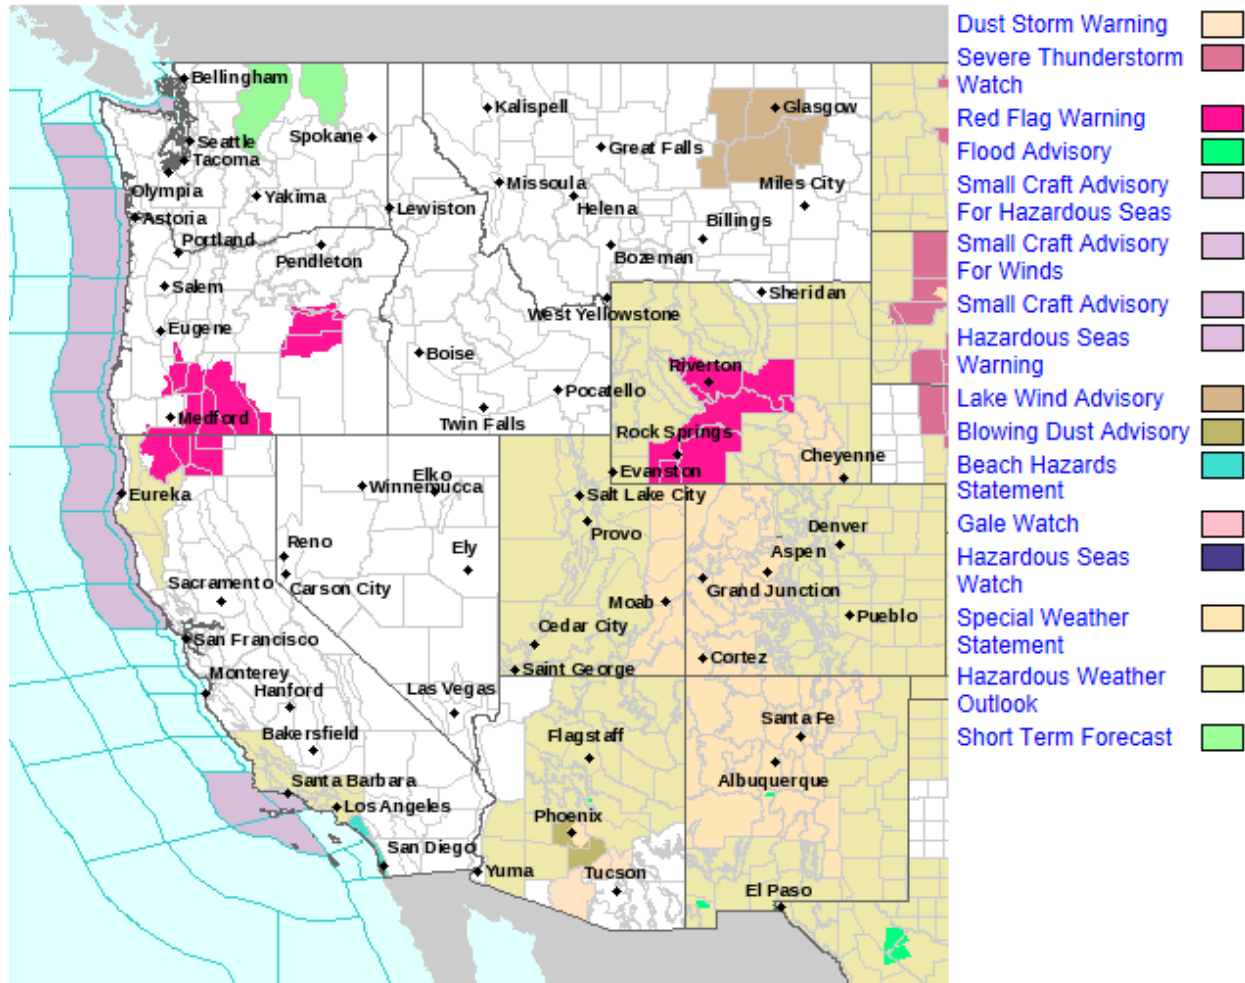 Bellingham
Seattle
Spokane
Tacoma
Olympia
Yakima
Astoria
Lewiston
Portland
Pendleton
Salem
Eugene
Medford
Kalispell
Glasgow
Great Falls
Missoula
Miles City
Helena
Billings
Bozeman
Sheridan
West Yellowstone
Boise
Pocatello
Twin Falls
Riverton
Rock Springs
Evanston
Cheyenne
Eureka
Elko
Winnemucca
Salt Lake City
Provo
Reno
Ely
Carson City
Sacramento
San Francisco
Monterey
Hanford
Bakersfield
Las Vegas
Santa Barbara
Los Angeles
San Diego
Denver
Aspen
Grand Junction
Moab
Pueblo
Cedar City
Saint George
Cortez
Flagstaff
Santa Fe
Albuquerque
Phoenix
Yuma
Tucson
El Paso
Dust Storm Warning
Severe Thunderstorm
Watch
Red Flag Warning
Flood Advisory
Small Craft Advisory
For Hazardous Seas
Small Craft Advisory
For Winds
Small Craft Advisory
Hazardous Seas
Warning
Lake Wind Advisory
Blowing Dust Advisory
Beach Hazards
Statement
Gale Watch
Hazardous Seas
Watch
Special Weather
Statement
Hazardous Weather
Outlook
Short Term Forecast